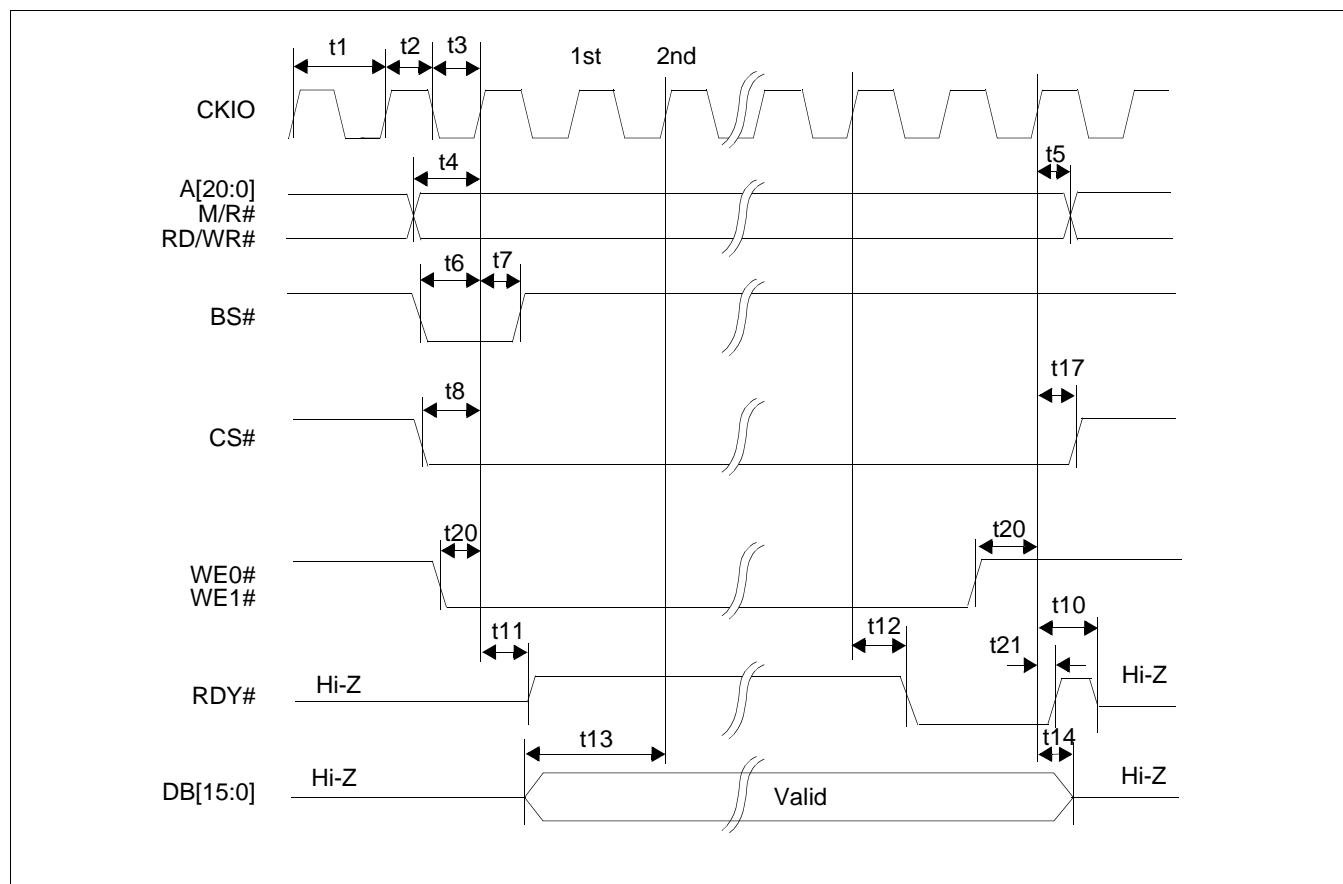 t1 t2 t3 1st 2nd
CKIO
t4 t5
A[20:0]
M/R#
RD/WR#
t6 t7
BS#
t8 t17
CS#
t20 t20
WE0#
WE1#
t11 t12 t21 t10
RDY# Hi-Z Hi-Z
t13 t14
DB[15:0] Hi-Z Valid Hi-Z